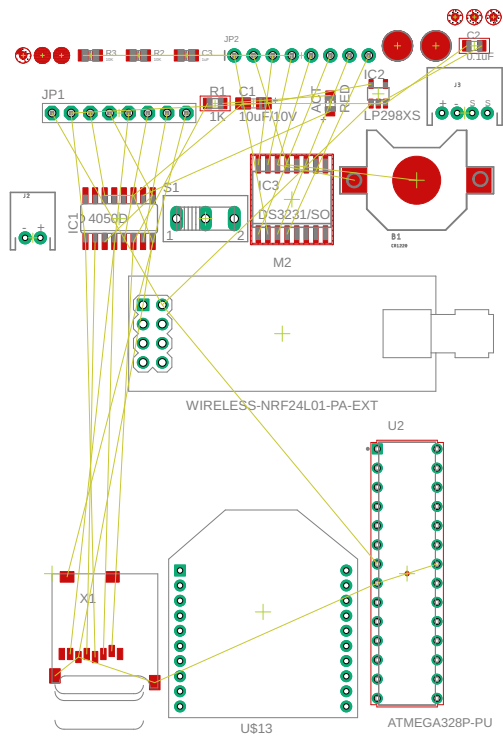 JP2
C2
R3
R2
C3
0.1uF
IC2
J3
JP1
R1
C1
ACT
RED
1K
10uF/10V
LP298XS
+
-
S
S
J2
IC1
4050D
S1
IC3
DS3231/SO
1
2
B1
CR1220
-
+
M2
WIRELESS-NRF24L01-PA-EXT
U2
X1
U$13
ATMEGA328P-PU